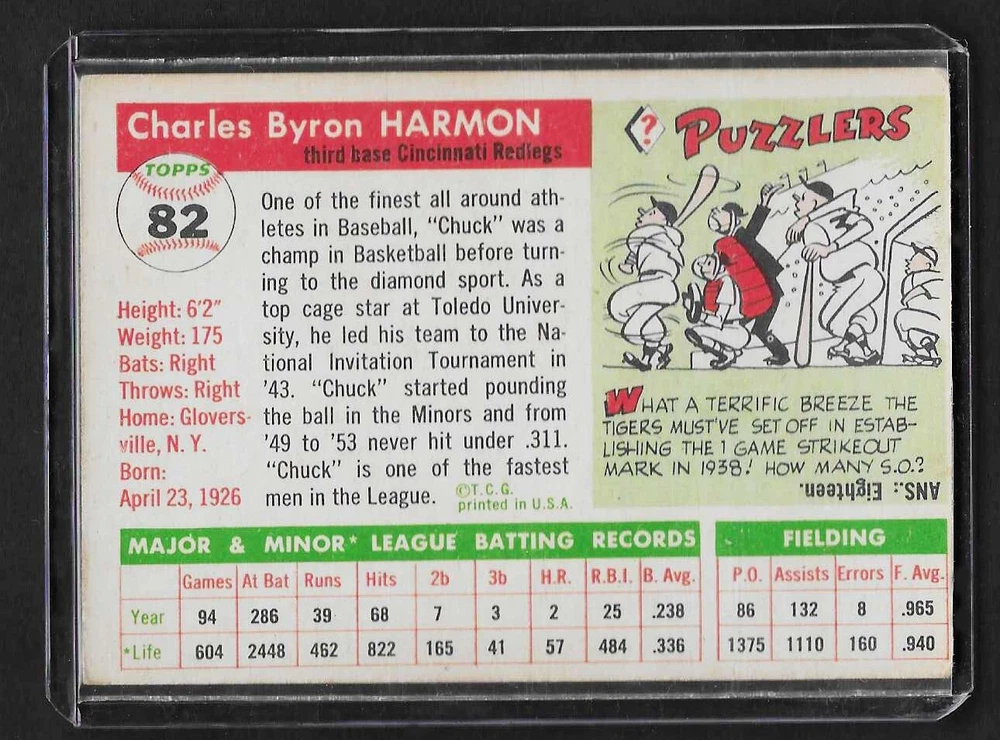 Charles Byron HARMON
third base Cincinnati Redlegs
TOPPS
82
Height: 6'2"
Weight: 175
Bats: Right
Throws: Right
Home: Glovers-
ville, N. Y.
Born:
April 23, 1926
One of the finest all around ath-
letes in Baseball, "Chuck" was a
champ in Basketball before turn-
ing to the diamond sport. As a
top cage star at Toledo Univer-
sity, he led his team to the Na-
tional Invitation Tournament in
'43. "Chuck" started pounding
the ball in the Minors and from
'49 to '53 never hit under .311.
"Chuck" is one of the fastest
men in the League.
©T.C.G.
printed in U.S.A.
?
PUZZLERS
M
WHAT A TERRIFIC BREEZE THE
TIGERS MUST'VE SET OFF IN ESTAB-
LISHING THE 1 GAME STRIKEOUT
MARK IN 1938! HOW MANY S.O.?
ANS.: Eighteen.
MAJOR & MINOR* LEAGUE BATTING RECORDS
Games At Bat Runs Hits 2b 3b H.R. R.B.I. B. Avg.
Year 94 286 39 68 7 3 2 25 .238
*Life 604 2448 462 822 165 41 57 484 .336
FIELDING
P.O. Assists Errors F. Avg.
86 132 8 .965
1375 1110 160 .940